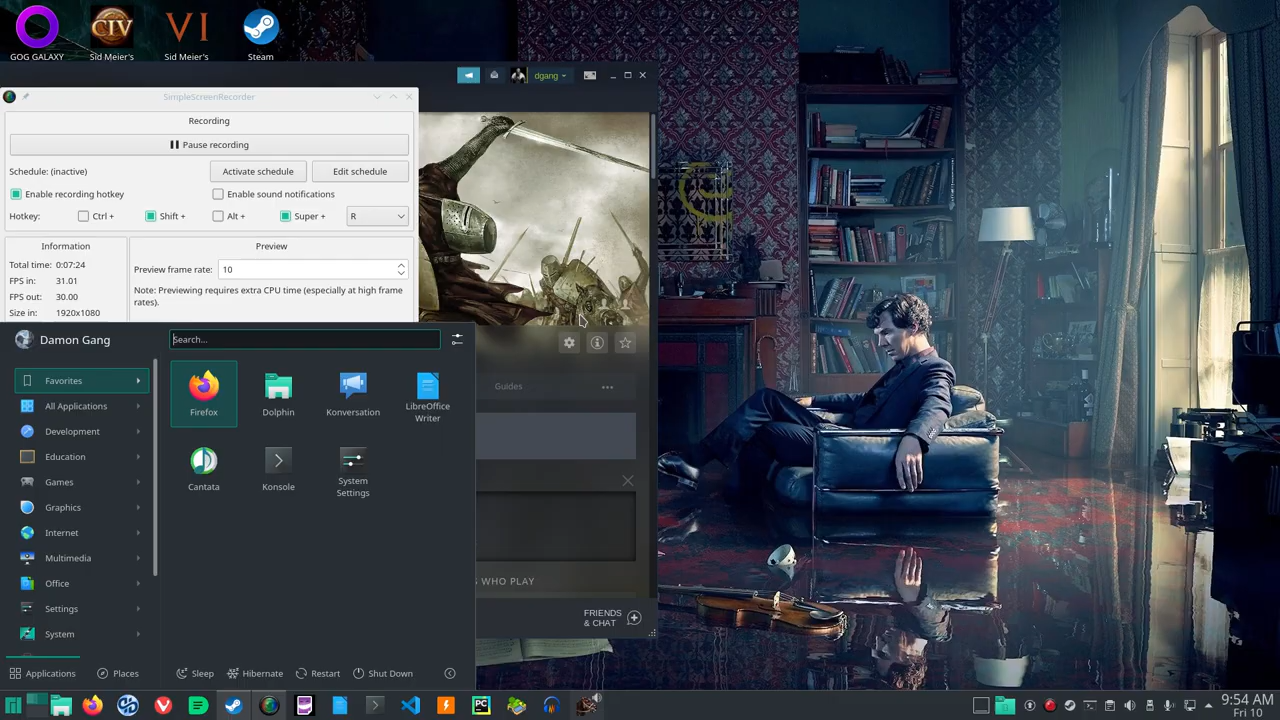 GOG GALAXY
Sid Meier's
Sid Meier's
Steam
CIV
VI
dgang
SimpleScreenRecorder
Recording
Pause recording
Schedule: (inactive)
Activate schedule
Edit schedule
Enable recording hotkey
Enable sound notifications
Hotkey:
Ctrl +
Shift +
Alt +
Super +
R
Information
Preview
Total time: 0:07:24
Preview frame rate:
10
FPS in: 31.01
FPS out: 30.00
Note: Previewing requires extra CPU time (especially at high frame
rates).
Size in: 1920x1080
Damon Gang
Search...
Favorites
All Applications
Development
Education
Games
Graphics
Internet
Multimedia
Office
Settings
System
Firefox
Dolphin
Konversation
LibreOffice
Writer
Cantata
Konsole
System
Settings
Guides
S WHO PLAY
FRIENDS
& CHAT
Applications
Places
Sleep
Hibernate
Restart
Shut Down
PC
9:54 AM
Fri 10